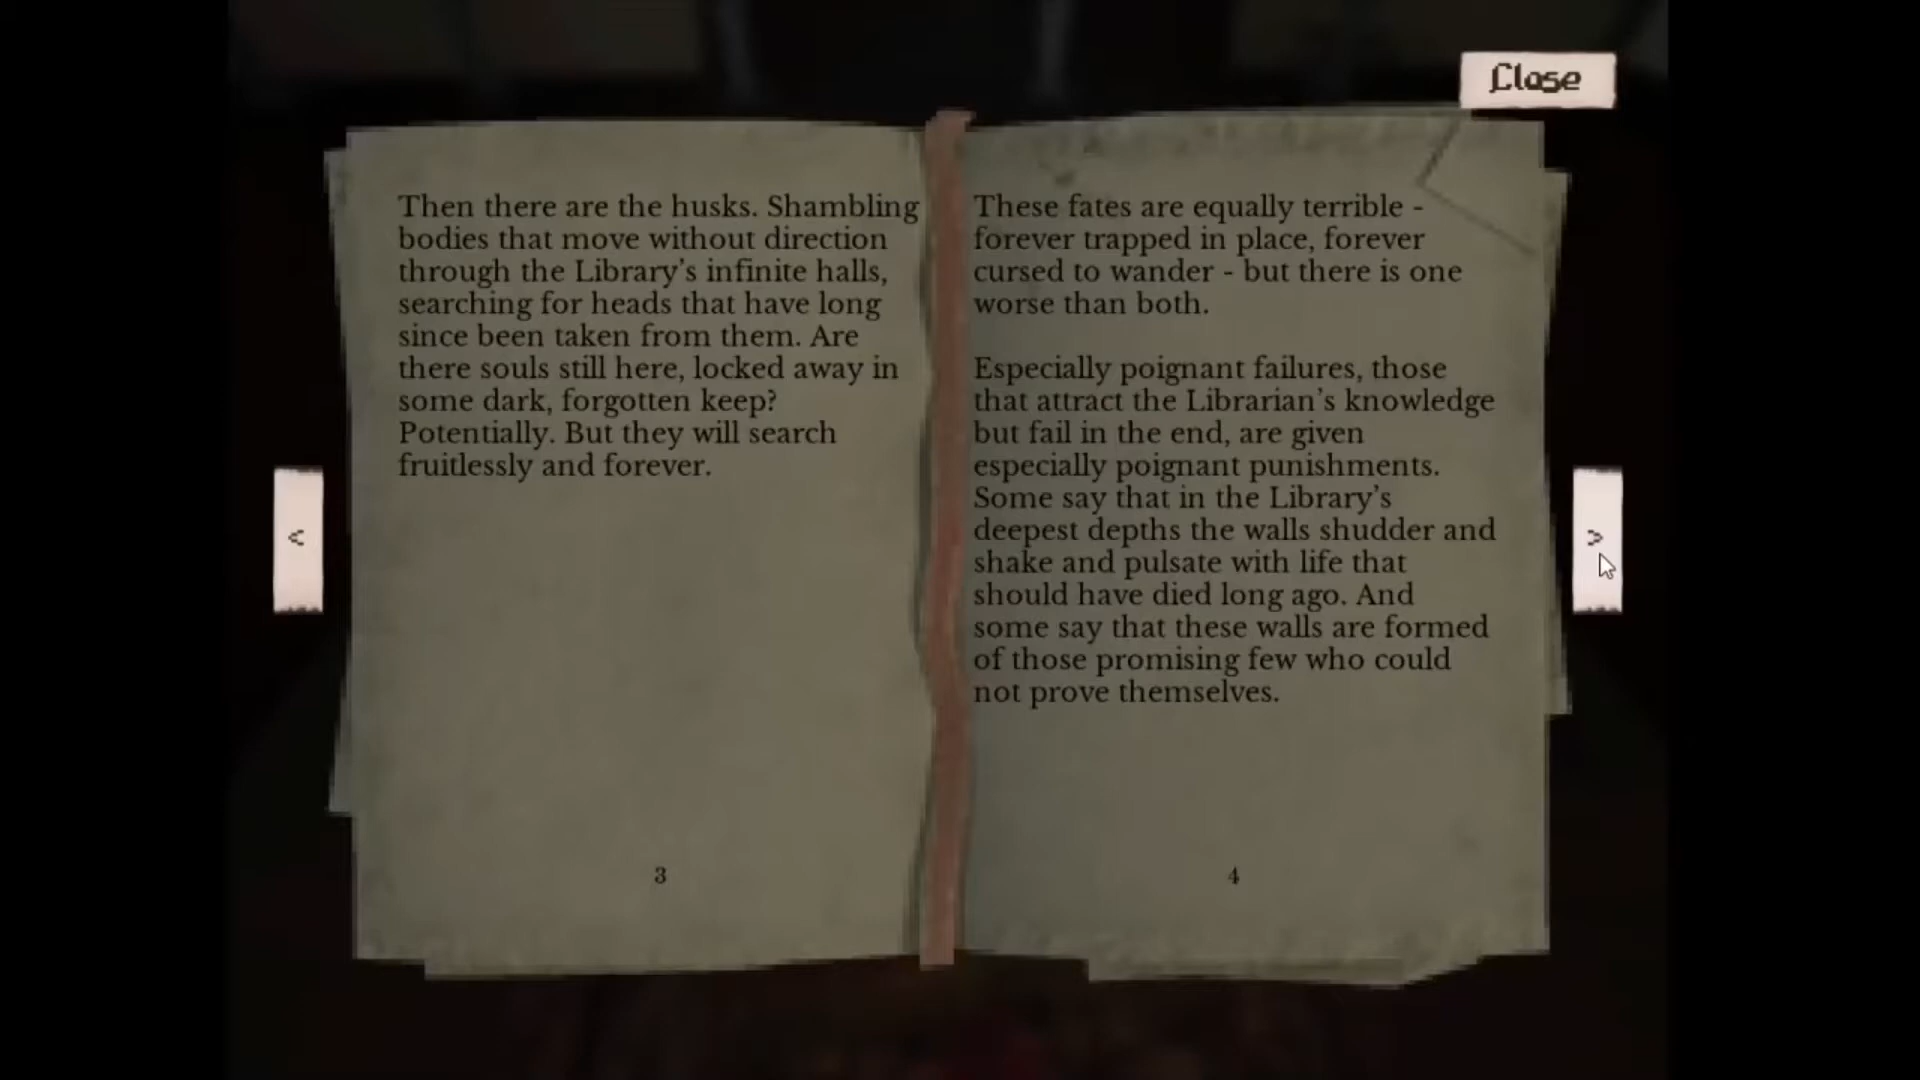 Close
Then there are the husks. Shambling
bodies that move without direction
through the Library's infinite halls,
searching for heads that have long
since been taken from them. Are
there souls still here, locked away in
some dark, forgotten keep?
Potentially. But they will search
fruitlessly and forever.
3
These fates are equally terrible -
forever trapped in place, forever
cursed to wander - but there is one
worse than both.
Especially poignant failures, those
that attract the Librarian's knowledge
but fail in the end, are given
especially poignant punishments.
Some say that in the Library's
deepest depths the walls shudder and
shake and pulsate with life that
should have died long ago. And
some say that these walls are formed
of those promising few who could
not prove themselves.
4
<
>